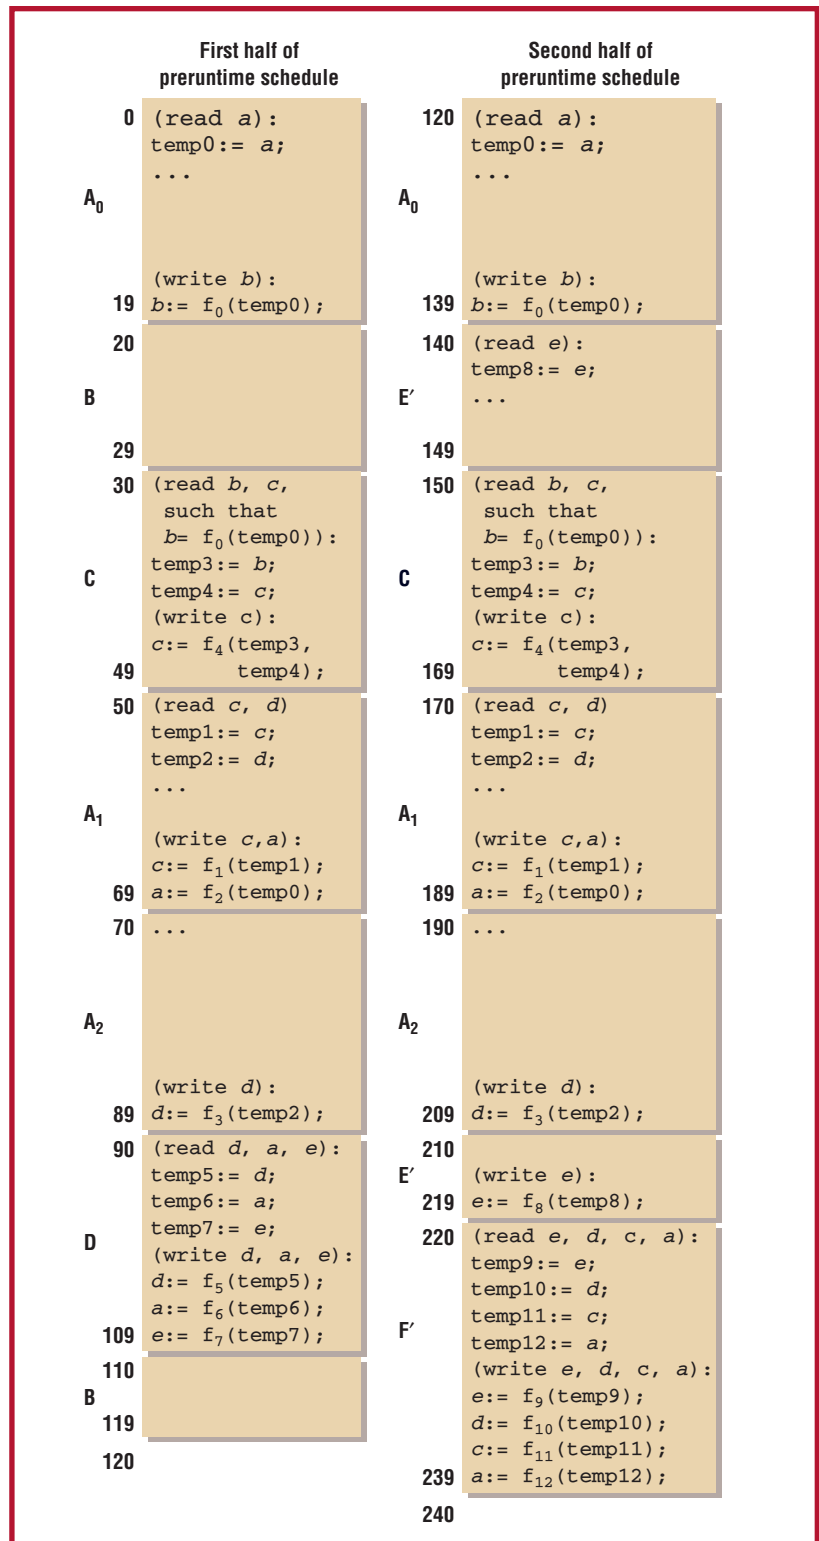 First half of
preruntime schedule
0 (read a):
temp0:= a;
...
A₀
(write b):
19 b:= f₀(temp0);
20
B
29
30 (read b, c,
such that
b= f₀(temp0)):
temp3:= b;
C
temp4:= c;
(write c):
c:= f₄(temp3,
49 temp4);
50 (read c, d)
temp1:= c;
temp2:= d;
...
A₁
(write c,a):
c:= f₁(temp1);
69 a:= f₂(temp0);
70 ...
A₂
(write d):
89 d:= f₃(temp2);
90 (read d, a, e):
temp5:= d;
temp6:= a;
temp7:= e;
D
(write d, a, e):
d:= f₅(temp5);
a:= f₆(temp6);
109 e:= f₇(temp7);
110
B
119
120
Second half of
preruntime schedule
120 (read a):
temp0:= a;
...
A₀
(write b):
139 b:= f₀(temp0);
140 (read e):
temp8:= e;
E′ ...
149
150 (read b, c,
such that
b= f₀(temp0)):
temp3:= b;
C
temp4:= c;
(write c):
c:= f₄(temp3,
169 temp4);
170 (read c, d)
temp1:= c;
temp2:= d;
...
A₁
(write c,a):
c:= f₁(temp1);
189 a:= f₂(temp0);
190 ...
A₂
(write d):
209 d:= f₃(temp2);
210
E′ (write e):
219 e:= f₈(temp8);
220 (read e, d, c, a):
temp9:= e;
temp10:= d;
temp11:= c;
F′
temp12:= a;
(write e, d, c, a):
e:= f₉(temp9);
d:= f₁₀(temp10);
c:= f₁₁(temp11);
239 a:= f₁₂(temp12);
240